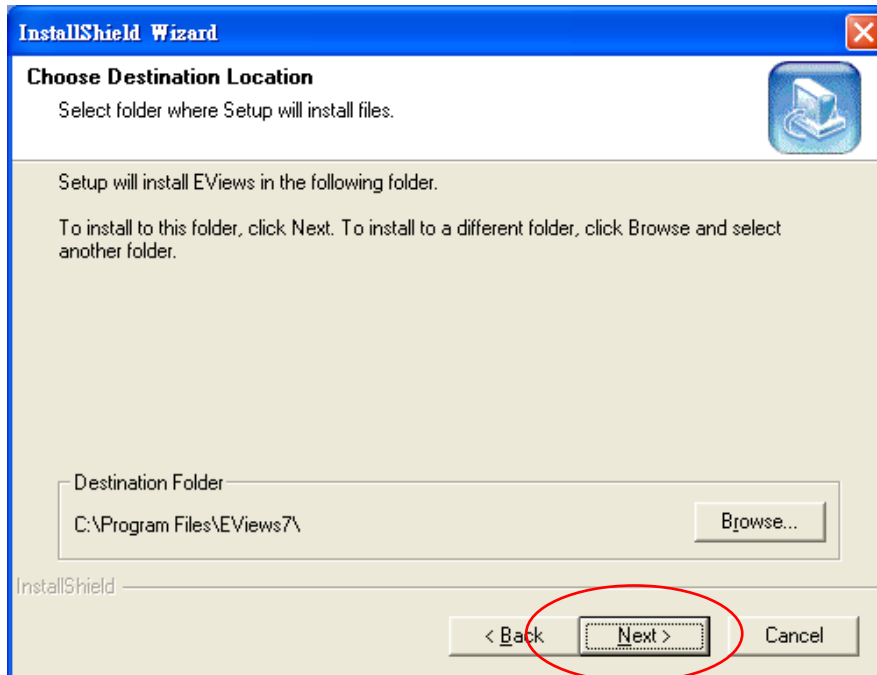 InstallShield Wizard
Choose Destination Location
Select folder where Setup will install files.
Setup will install EViews in the following folder.
To install to this folder, click Next. To install to a different folder, click Browse and select
another folder.
Destination Folder
C:\Program Files\EViews7\
Browse...
InstallShield
< Back
Next >
Cancel